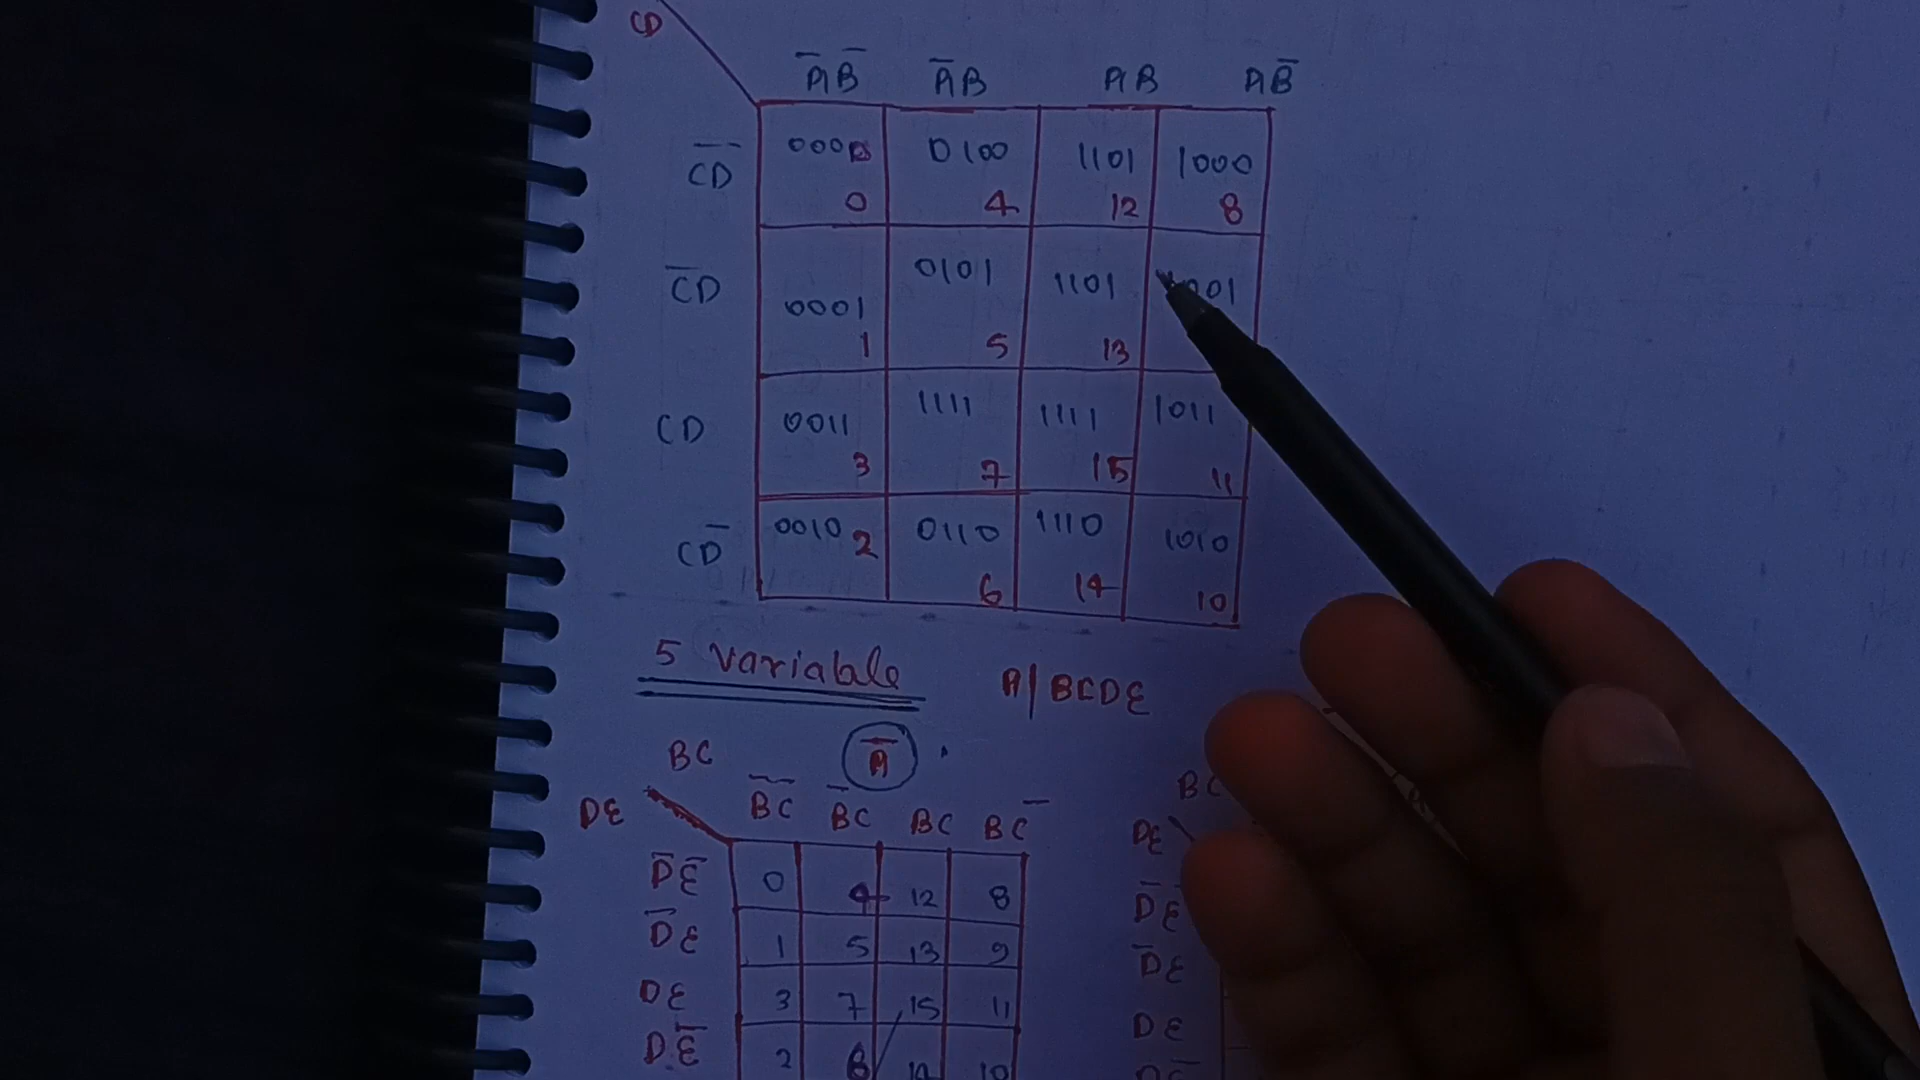 CD
A̅B̅ A̅B AB AB̅
C̅D̅ 0000 0100 1101 1000
0 4 12 8
C̅D 0001 0101 1101
1 5 13
CD 0011 1111 1111 1011
3 7 15 11
CD̅ 0010 0110 1110 1010
2 6 14 10
5 Variable A/BCDE
BC A̅
DE B̅C̅ B̅C BC BC̅
D̅E̅ 0 4 12 8
D̅E 1 5 13 9
DE 3 7 15 11
DE̅ 2 6 14 10
BC
DE
D̅E̅
D̅E
DE